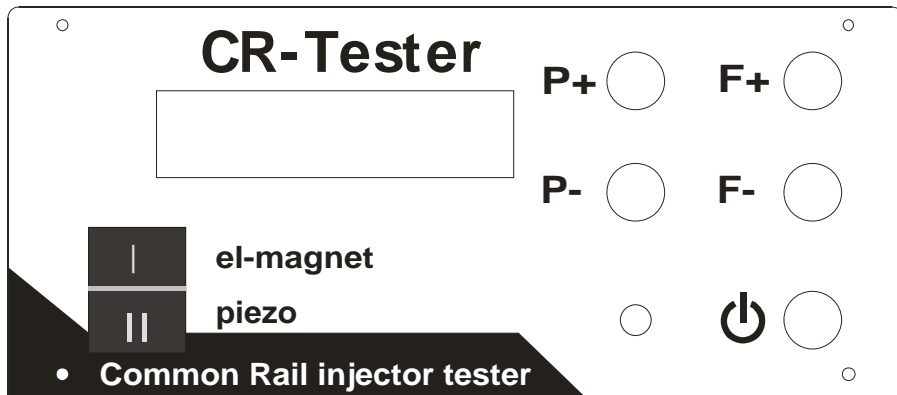 CR-Tester
P+ F+
P- F-
I el-magnet
II piezo
Common Rail injector tester